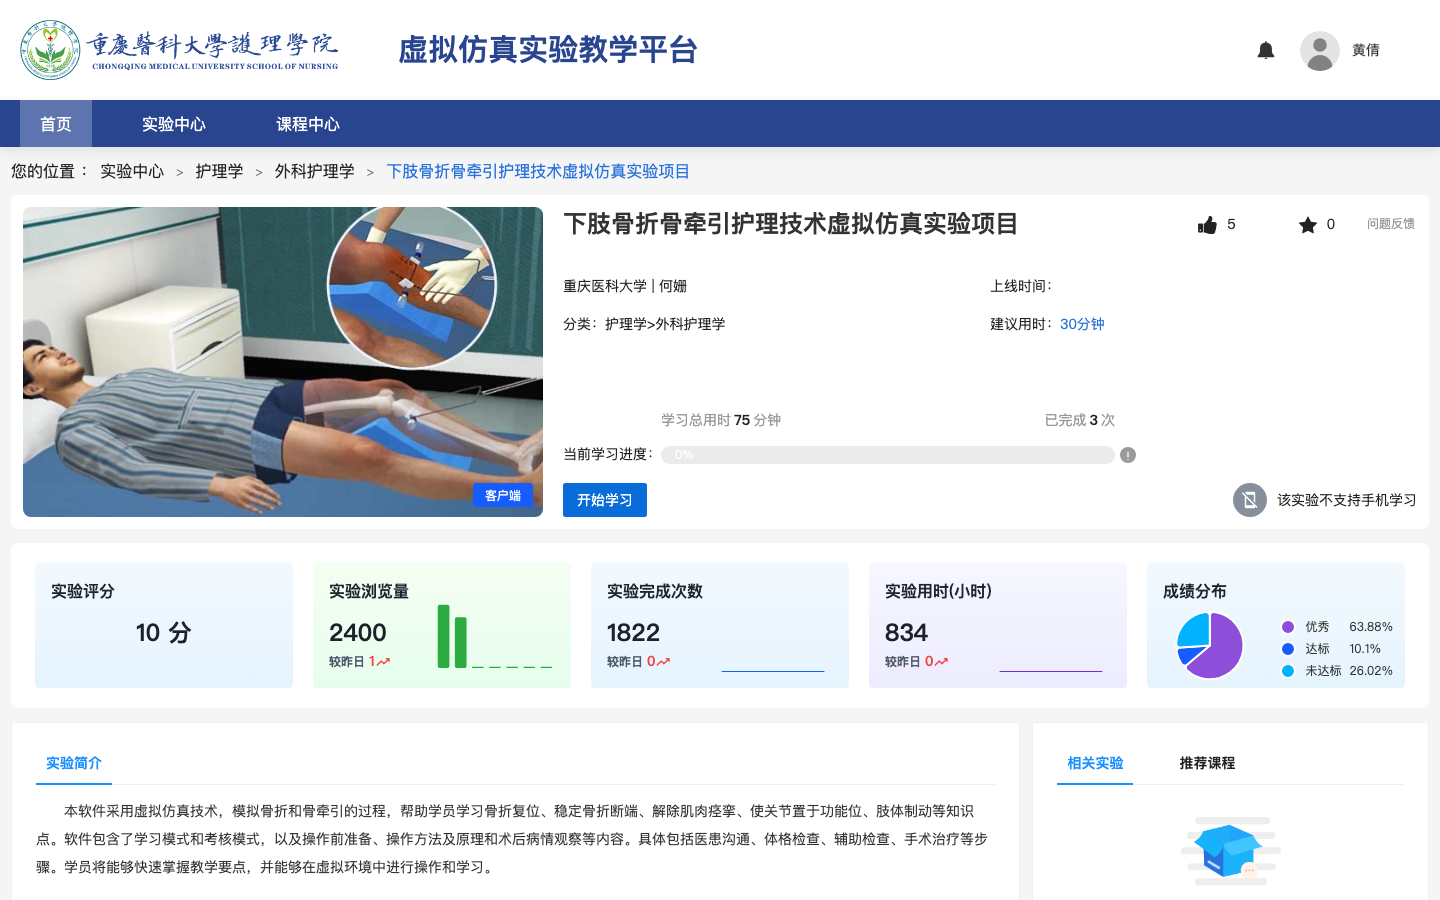 重慶醫科大學護理學院
CHONGQING MEDICAL UNIVERSITY SCHOOL OF NURSING
虚拟仿真实验教学平台
黄倩
首页 实验中心 课程中心
您的位置： 实验中心 > 护理学 > 外科护理学 > 下肢骨折骨牵引护理技术虚拟仿真实验项目
下肢骨折骨牵引护理技术虚拟仿真实验项目
5 0 问题反馈
重庆医科大学 | 何姗 上线时间：
分类：护理学>外科护理学 建议用时：30分钟
学习总用时 75 分钟 已完成 3 次
当前学习进度： 0%
客户端
开始学习 该实验不支持手机学习
实验评分
10 分
实验浏览量
2400
较昨日 1
实验完成次数
1822
较昨日 0
实验用时(小时)
834
较昨日 0
成绩分布
优秀 63.88%
达标 10.1%
未达标 26.02%
实验简介
本软件采用虚拟仿真技术，模拟骨折和骨牵引的过程，帮助学员学习骨折复位、稳定骨折断端、解除肌肉痉挛、使关节置于功能位、肢体制动等知识
点。软件包含了学习模式和考核模式，以及操作前准备、操作方法及原理和术后病情观察等内容。具体包括医患沟通、体格检查、辅助检查、手术治疗等步
骤。学员将能够快速掌握教学要点，并能够在虚拟环境中进行操作和学习。
相关实验 推荐课程